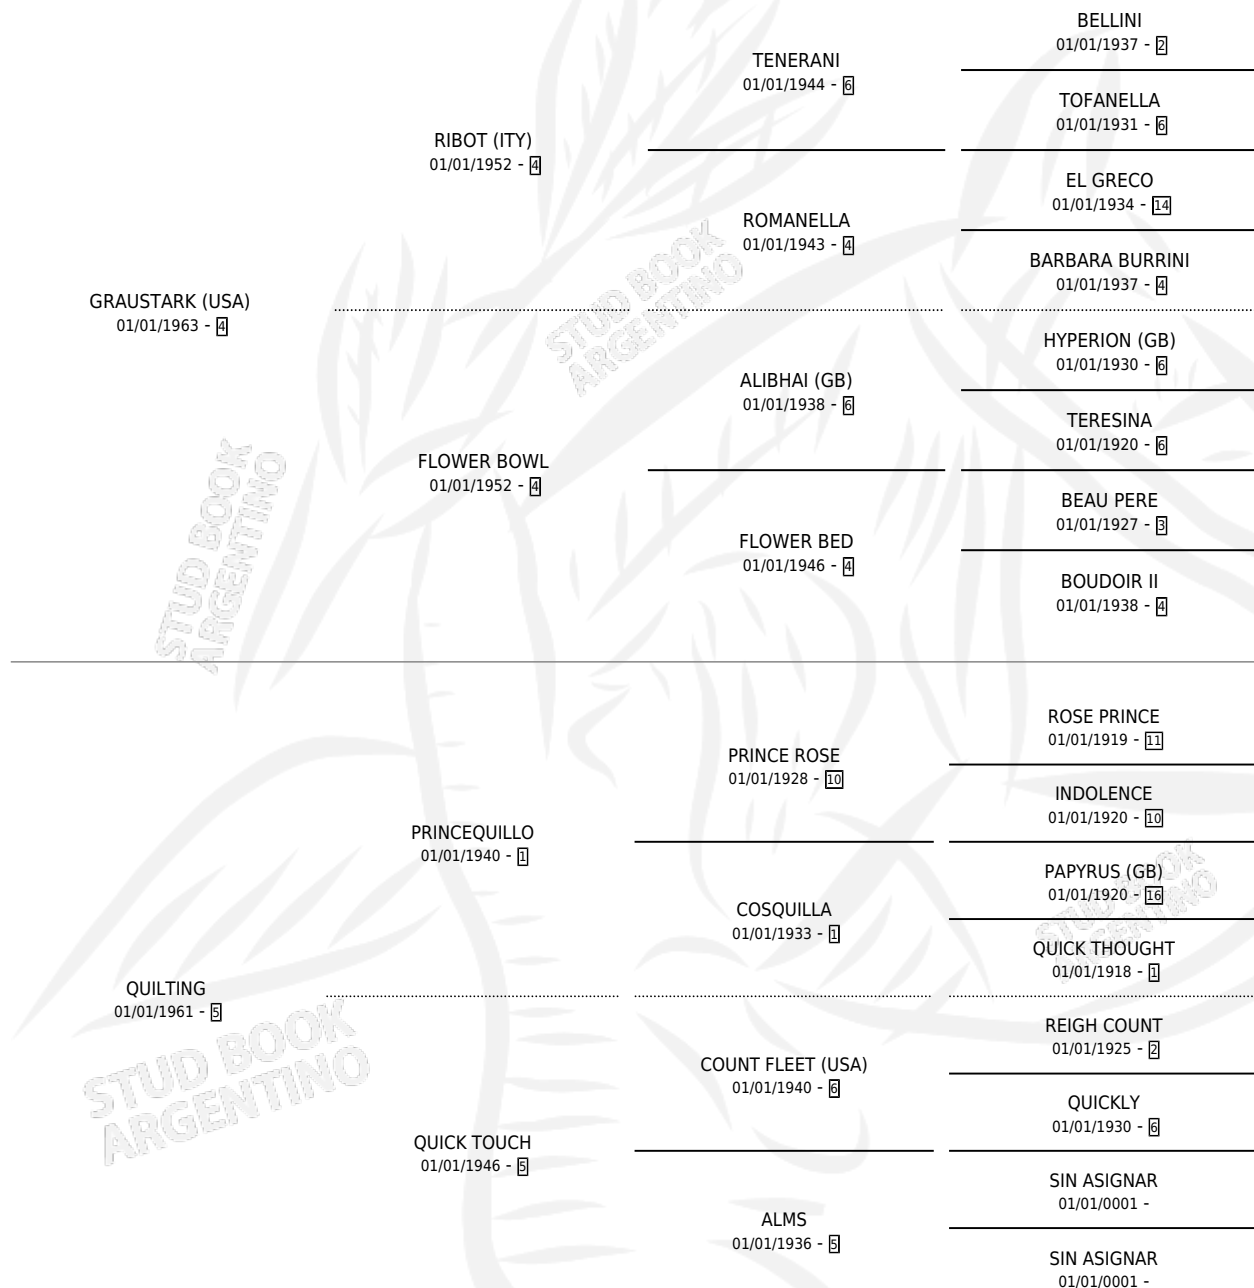 BELLINI
01/01/1937 - 2
TENERANI
01/01/1944 - 6
TOFANELLA
01/01/1931 - 6
RIBOT (ITY)
01/01/1952 - 4
EL GRECO
01/01/1934 - 14
ROMANELLA
01/01/1943 - 4
BARBARA BURRINI
01/01/1937 - 4
GRAUSTARK (USA)
01/01/1963 - 4
HYPERION (GB)
01/01/1930 - 6
ALIBHAI (GB)
01/01/1938 - 6
TERESINA
01/01/1920 - 6
FLOWER BOWL
01/01/1952 - 4
BEAU PERE
01/01/1927 - 3
FLOWER BED
01/01/1946 - 4
BOUDOIR II
01/01/1938 - 4
ROSE PRINCE
01/01/1919 - 11
PRINCE ROSE
01/01/1928 - 10
INDOLENCE
01/01/1920 - 10
PRINCEQUILLO
01/01/1940 - 1
PAPYRUS (GB)
01/01/1920 - 16
COSQUILLA
01/01/1933 - 1
QUICK THOUGHT
01/01/1918 - 1
QUILTING
01/01/1961 - 5
REIGH COUNT
01/01/1925 - 2
COUNT FLEET (USA)
01/01/1940 - 6
QUICKLY
01/01/1930 - 6
QUICK TOUCH
01/01/1946 - 5
SIN ASIGNAR
01/01/0001 -
ALMS
01/01/1936 - 5
SIN ASIGNAR
01/01/0001 -
STUD BOOK
ARGENTINO
STUD BOOK
ARGENTINO
STUD BOOK
ARGENTINO
STUD BOOK
ARGENTINO